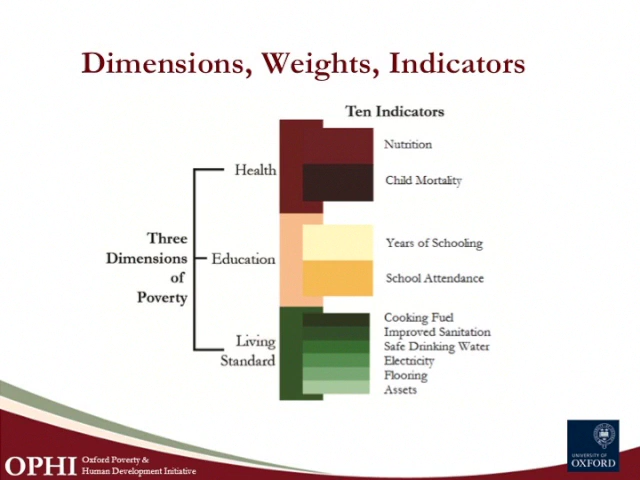 Dimensions, Weights, Indicators
Ten Indicators
Three
Dimensions
of
Poverty
Health
Nutrition
Child Mortality
Education
Years of Schooling
School Attendance
Living
Standard
Cooking Fuel
Improved Sanitation
Safe Drinking Water
Electricity
Flooring
Assets
OPHI
Oxford Poverty &
Human Development Initiative
UNIVERSITY OF
OXFORD